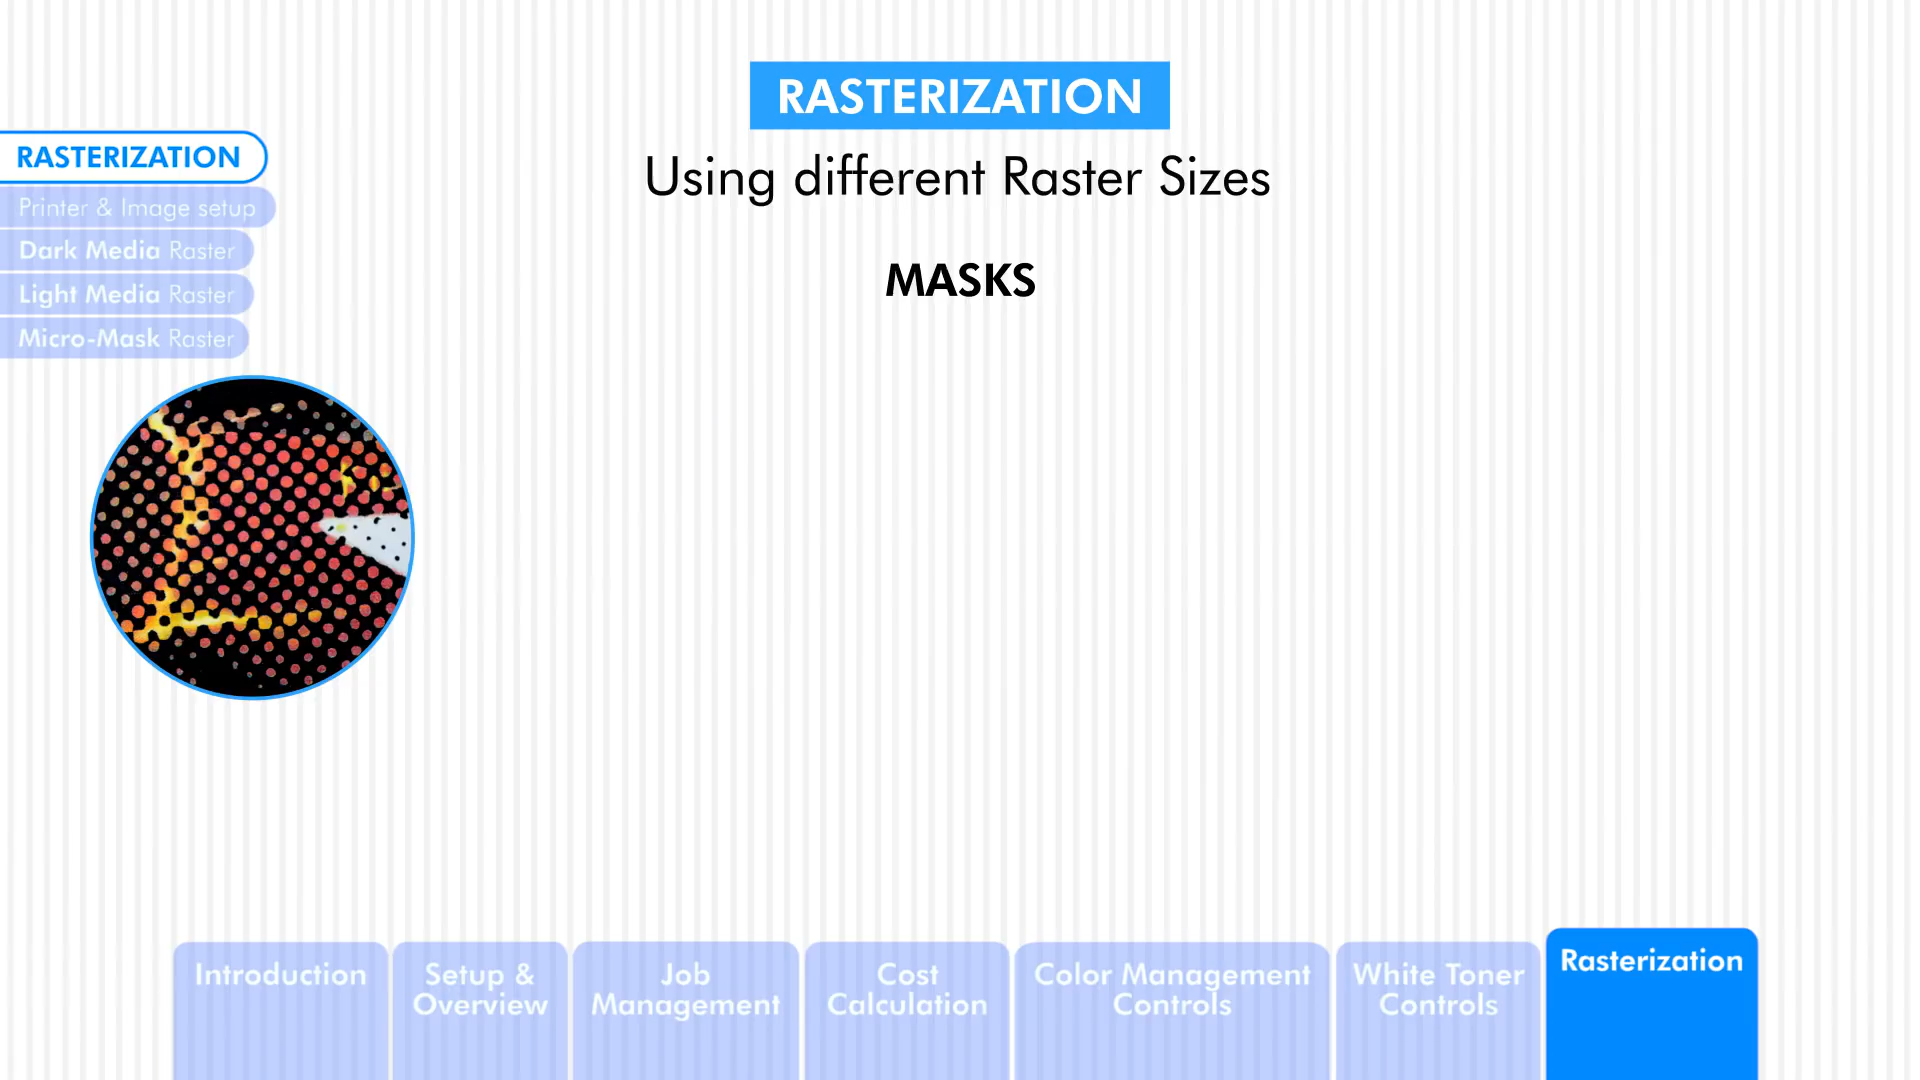 RASTERIZATION
Using different Raster Sizes
MASKS
RASTERIZATION
Printer & Image setup
Dark Media Raster
Light Media Raster
Micro-Mask Raster
Introduction
Setup &
Overview
Job
Management
Cost
Calculation
Color Management
Controls
White Toner
Controls
Rasterization